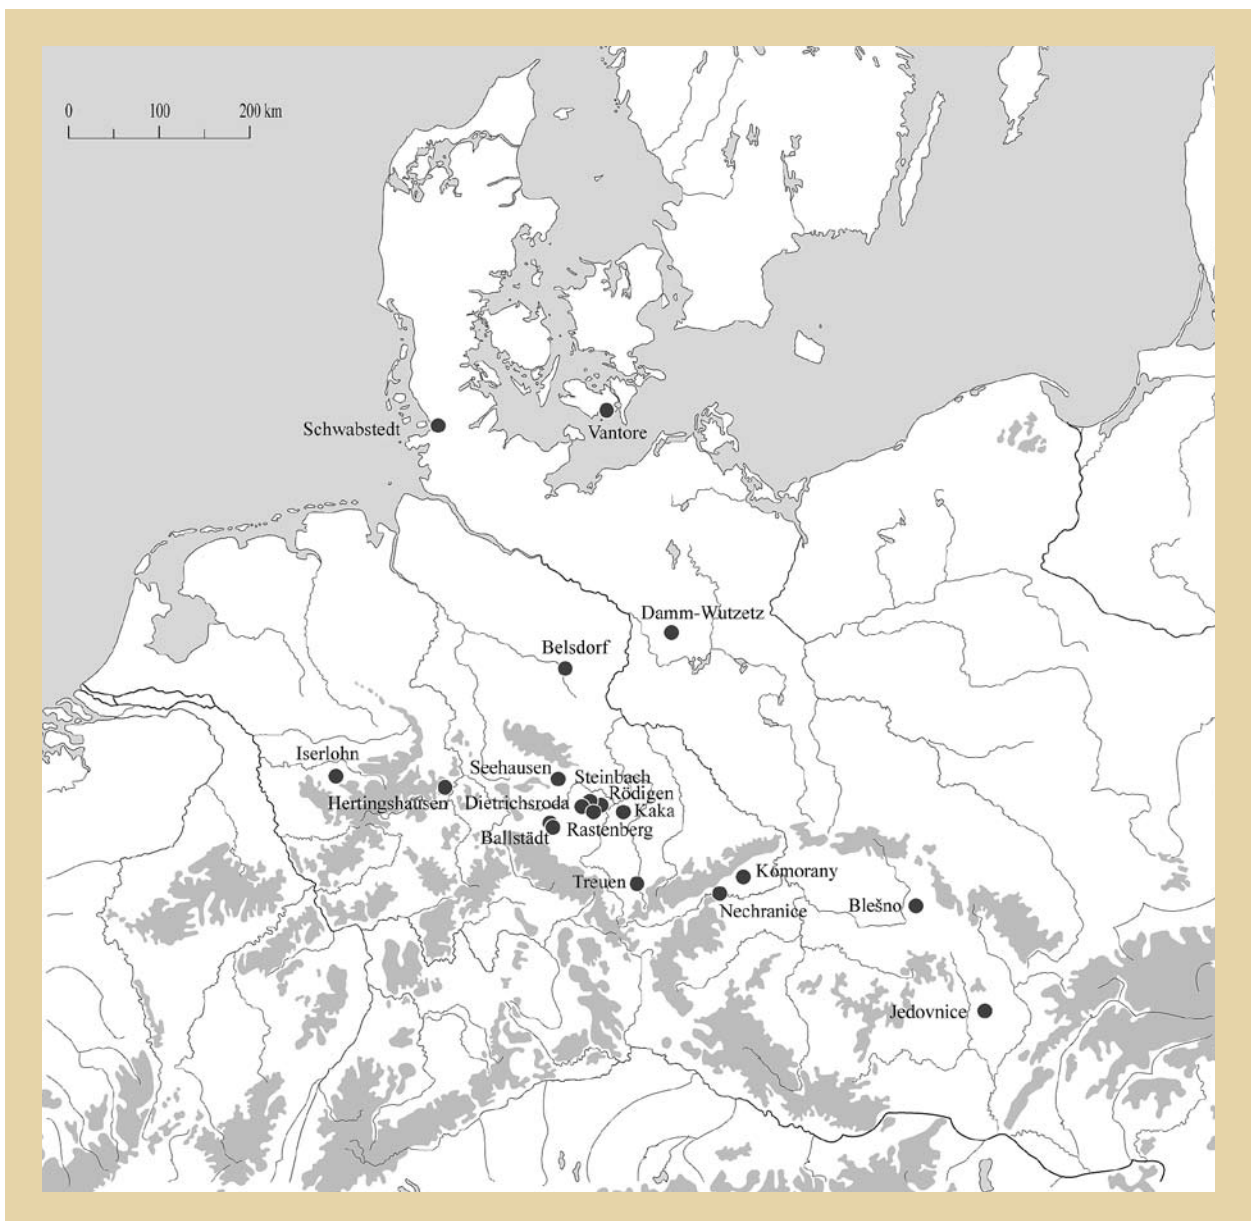 0 100 200 km
Schwabstedt
Vantore
Damm-Wutzetz
Belsdorf
Iserlohn
Seehausen
Steinbach
Hertingshausen
Dietrichsroda
Rödigen
Kaka
Ballstädt
Rastenberg
Treuen
Komorany
Nechranice
Blešno
Jedovnice